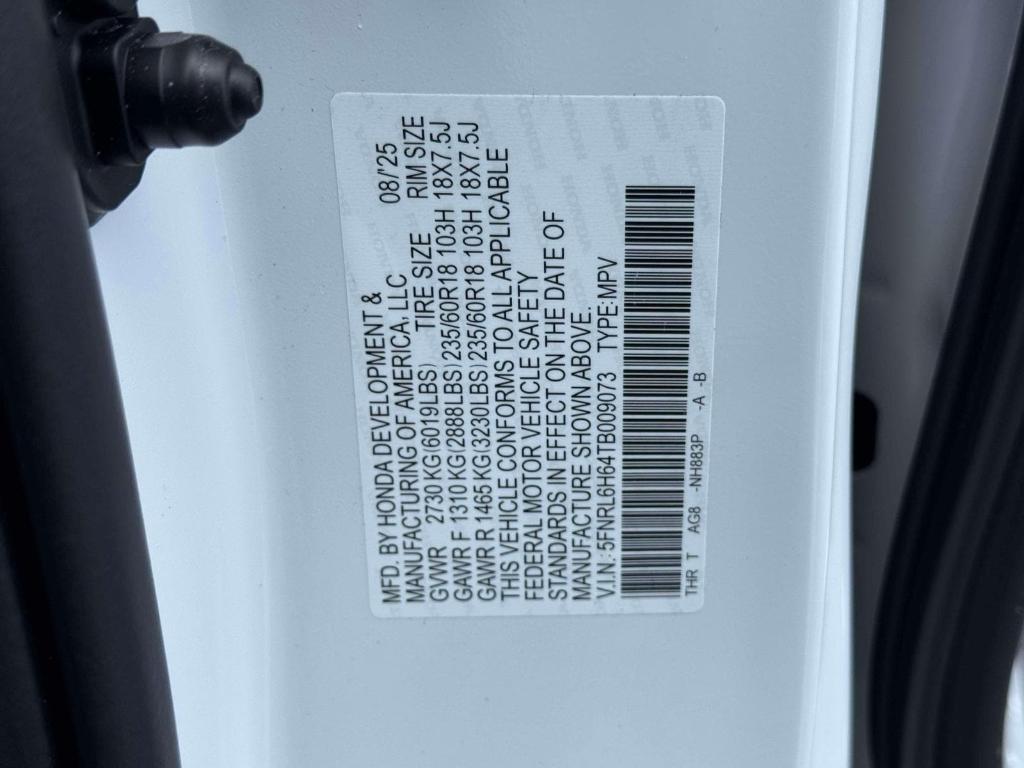 MFD. BY HONDA DEVELOPMENT &
MANUFACTURING OF AMERICA, LLC 08/'25
GVWR 2730 KG(6019LBS) TIRE SIZE RIM SIZE
GAWR F 1310 KG(2888LBS)235/60R18 103H 18X7.5J
GAWR R 1465 KG(3230LBS)235/60R18 103H 18X7.5J
THIS VEHICLE CONFORMS TO ALL APPLICABLE
FEDERAL MOTOR VEHICLE SAFETY
STANDARDS IN EFFECT ON THE DATE OF
MANUFACTURE SHOWN ABOVE.
V.I.N.:5FNRL6H64TB009073 TYPE:MPV
THR T AG8 -NH883P -A -B
HONDA